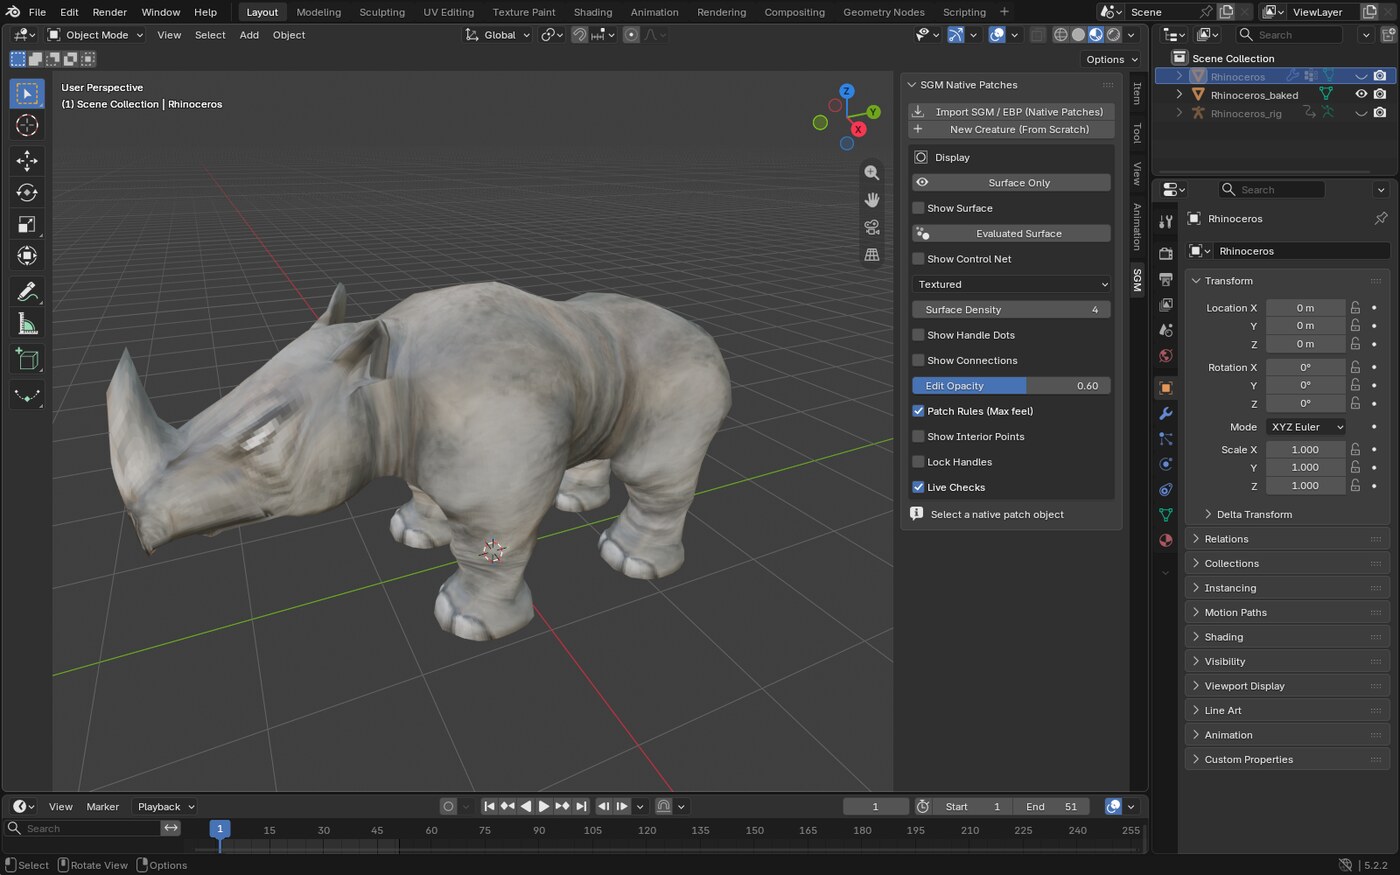 File Edit Render Window Help Layout Modeling Sculpting UV Editing Texture Paint Shading Animation Rendering Compositing Geometry Nodes Scripting + Scene ViewLayer
Object Mode View Select Add Object Global
Options
User Perspective
(1) Scene Collection | Rhinoceros
Z
Y
X
SGM Native Patches
Import SGM / EBP (Native Patches)
New Creature (From Scratch)
Display
Surface Only
Show Surface
Evaluated Surface
Show Control Net
Textured
Surface Density 4
Show Handle Dots
Show Connections
Edit Opacity 0.60
Patch Rules (Max feel)
Show Interior Points
Lock Handles
Live Checks
Select a native patch object
Item
Tool
View
Animation
SGM
Search
Scene Collection
Rhinoceros
Rhinoceros_baked
Rhinoceros_rig
Search
Rhinoceros
Rhinoceros
Transform
Location X 0 m
Y 0 m
Z 0 m
Rotation X 0°
Y 0°
Z 0°
Mode XYZ Euler
Scale X 1.000
Y 1.000
Z 1.000
Delta Transform
Relations
Collections
Instancing
Motion Paths
Shading
Visibility
Viewport Display
Line Art
Animation
Custom Properties
View Marker Playback 1 Start 1 End 51
Search 1 15 30 45 60 75 90 105 120 135 150 165 180 195 210 225 240 255
Select Rotate View Options 5.2.2